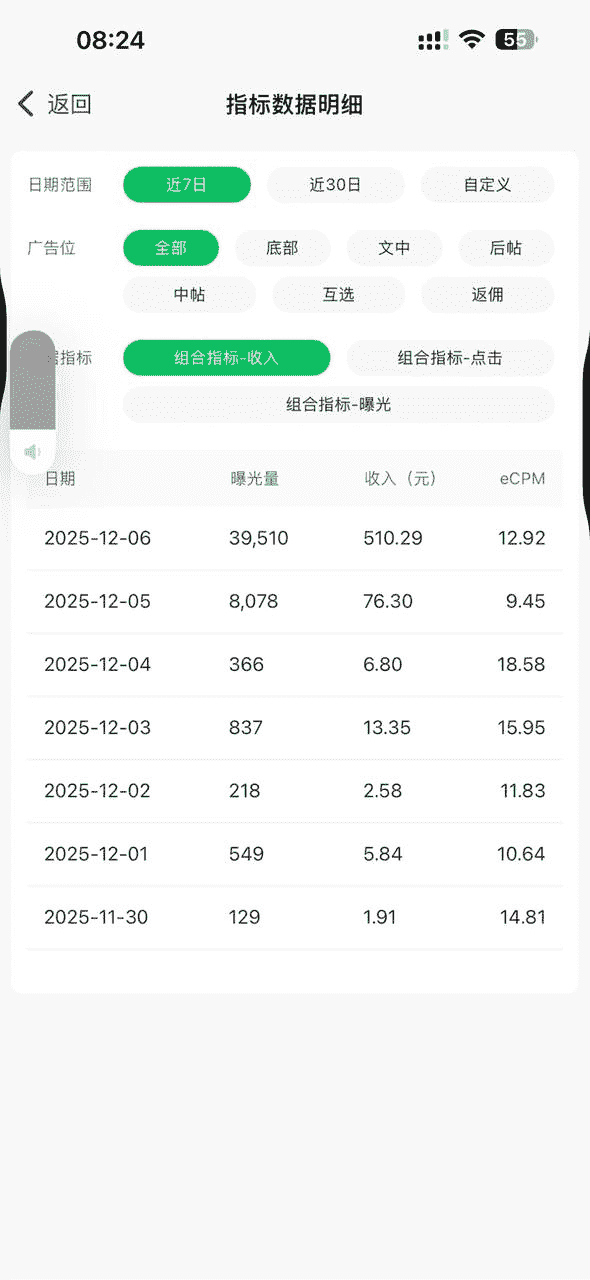 08:24 55
返回 指标数据明细
日期范围 近7日 近30日 自定义
广告位 全部 底部 文中 后帖
中帖 互选 返佣
指标 组合指标-收入 组合指标-点击
组合指标-曝光
日期 曝光量 收入（元） eCPM
2025-12-06 39,510 510.29 12.92
2025-12-05 8,078 76.30 9.45
2025-12-04 366 6.80 18.58
2025-12-03 837 13.35 15.95
2025-12-02 218 2.58 11.83
2025-12-01 549 5.84 10.64
2025-11-30 129 1.91 14.81